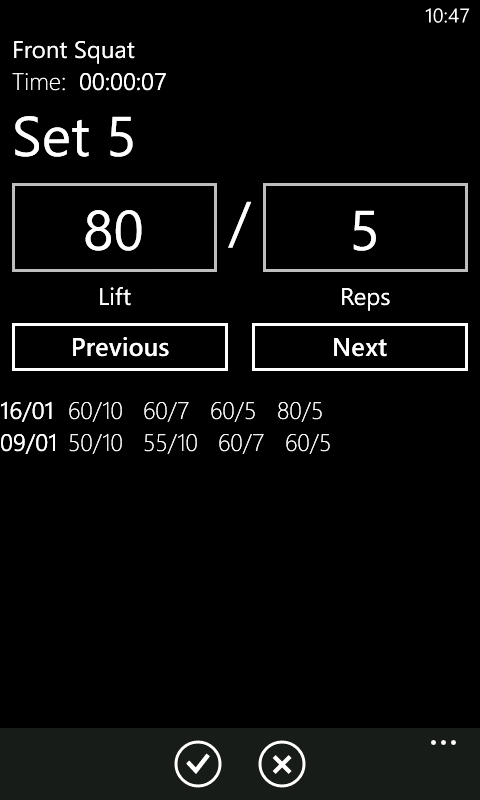 10:47
Front Squat
Time: 00:00:07
Set 5
80 / 5
Lift Reps
Previous Next
16/01 60/10 60/7 60/5 80/5
09/01 50/10 55/10 60/7 60/5